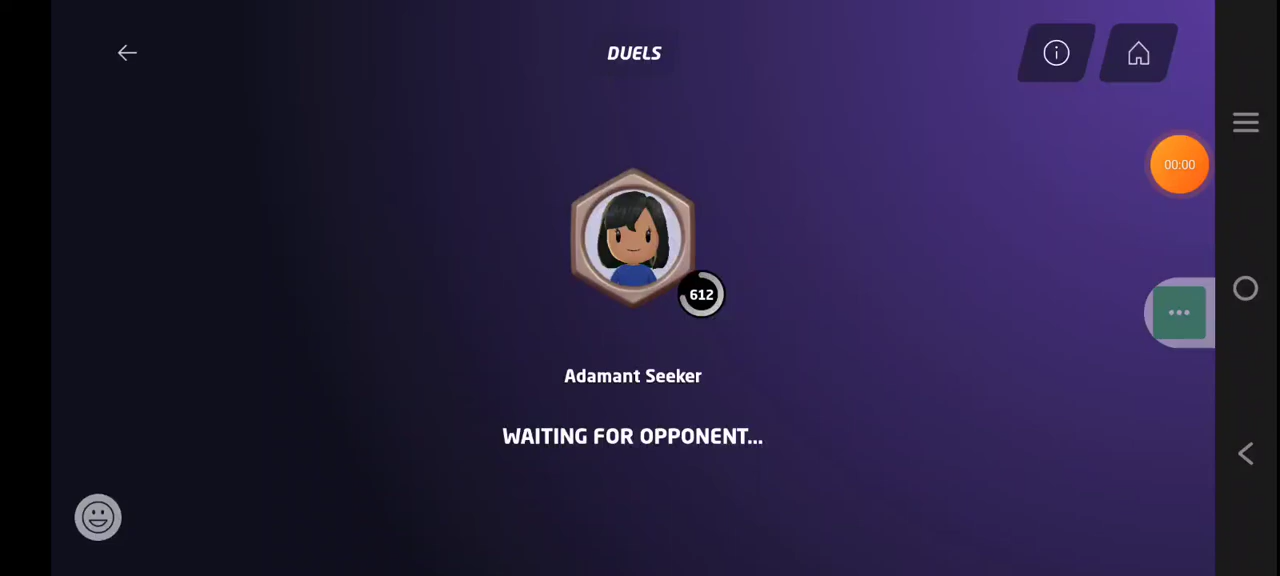 DUELS
00:00
612
Adamant Seeker
WAITING FOR OPPONENT...